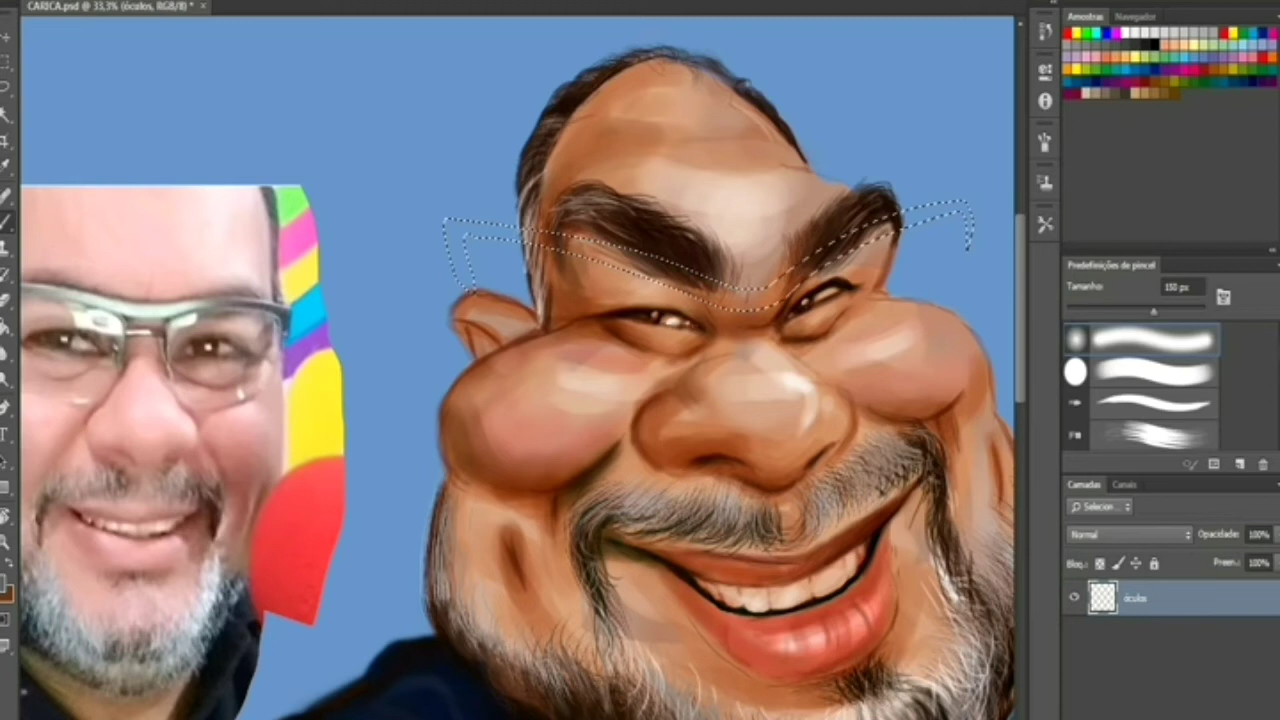 CARICA.psd @ 33,3% (óculos, RGB/8) * ×
Amostras Navegador
Predefinições de pincel
Tamanho: 150 px
Camadas Canais
Selecion...
Normal Opacidade: 100%
Bloq.: Preen.: 100%
óculos